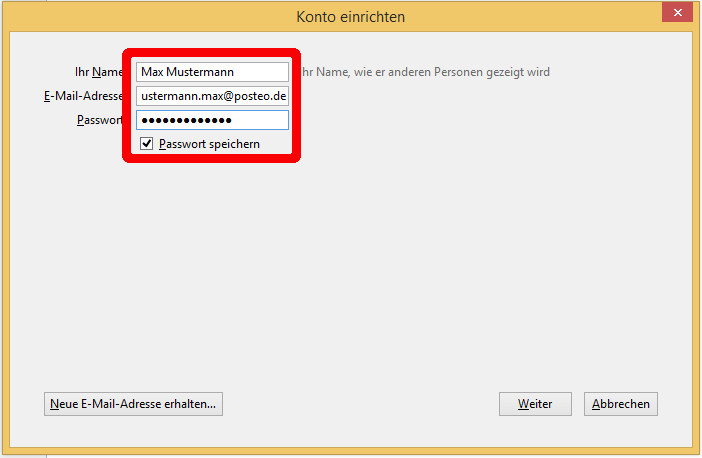 Konto einrichten
Ihr Name Max Mustermann Ihr Name, wie er anderen Personen gezeigt wird
E-Mail-Adresse ustermann.max@posteo.de
Passwort ●●●●●●●●●●●●●
Passwort speichern
Neue E-Mail-Adresse erhalten... Weiter Abbrechen